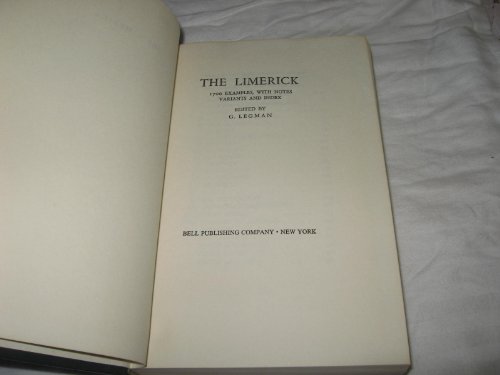 THE LIMERICK
1700 EXAMPLES, WITH NOTES
VARIANTS AND INDEX
EDITED BY
G. LEGMAN
BELL PUBLISHING COMPANY • NEW YORK